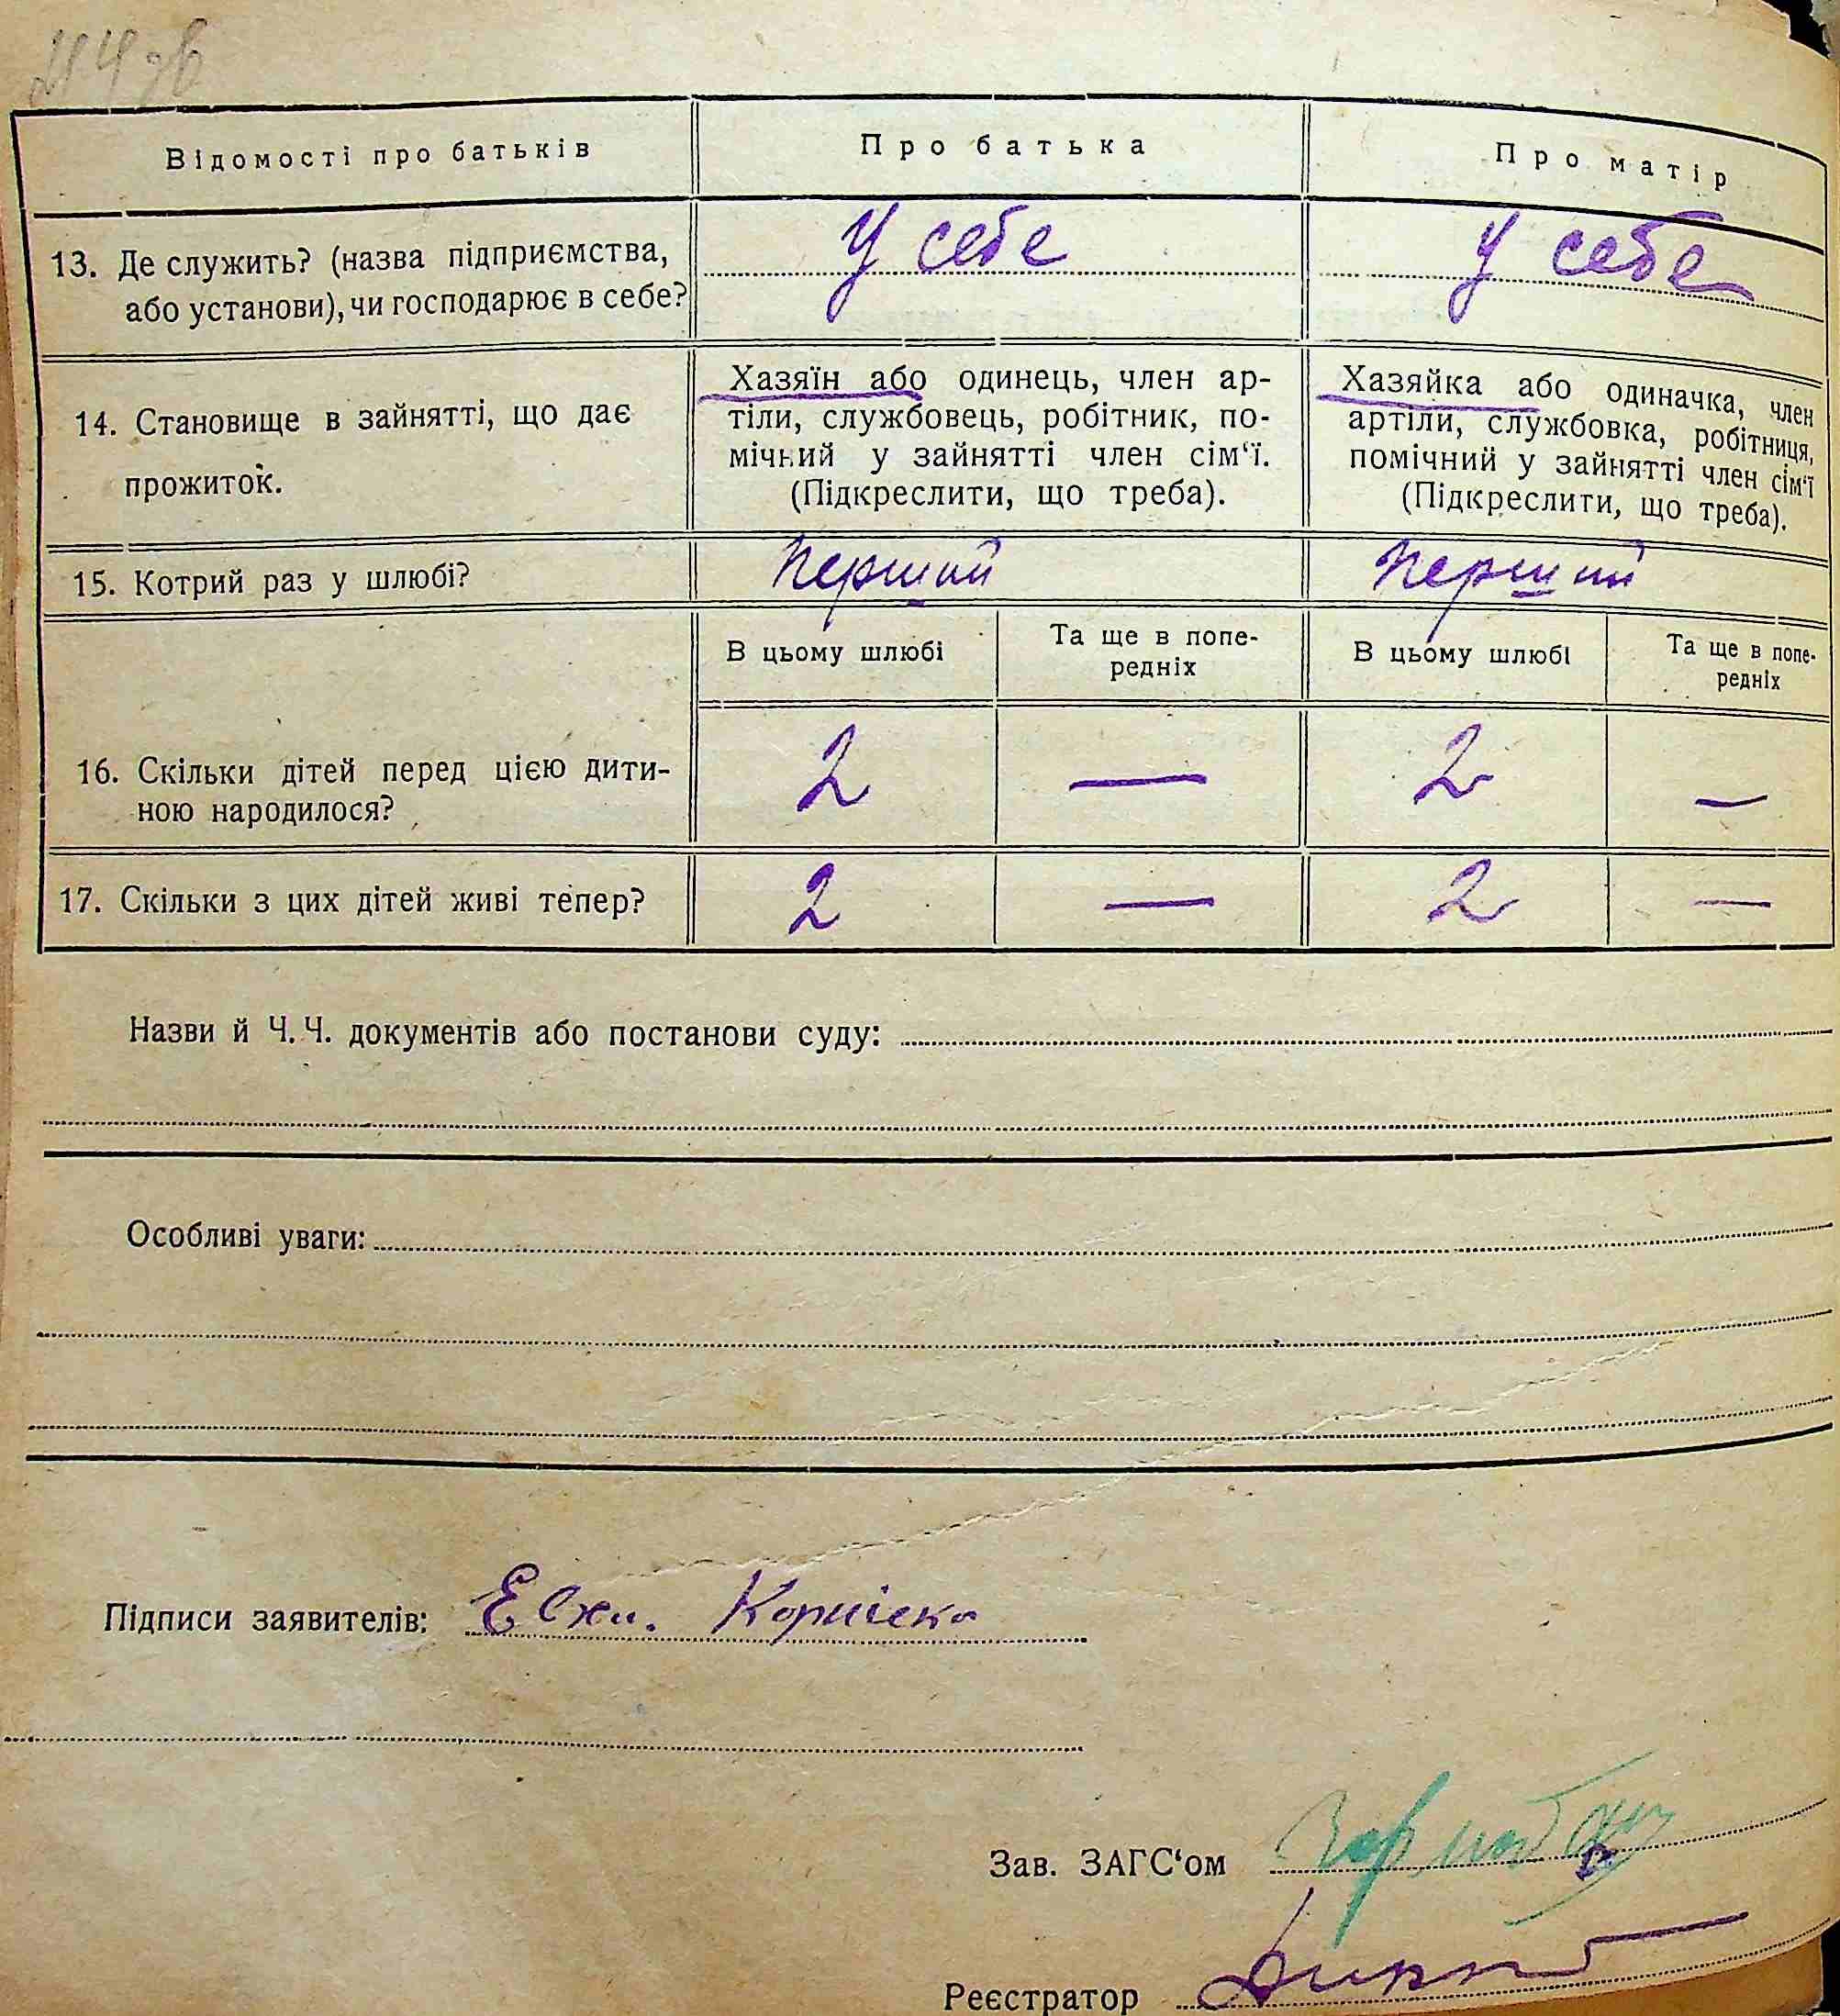 Відомості про батьків
Про батька
Про матір
13. Де служить? (назва підприємства,
або установи), чи господарює в себе?
У себе
У себе
14. Становище в зайнятті, що дає
прожиток.
Хазяїн або одинець, член ар-
тіли, службовець, робітник, по-
мічний у зайнятті член сім‘ї.
(Підкреслити, що треба).
Хазяйка або одиначка, член
артіли, службовка, робітниця,
помічний у зайнятті член сім‘ї
(Підкреслити, що треба).
15. Котрий раз у шлюбі?
перший
перший
В цьому шлюбі
Та ще в попе-
редніх
В цьому шлюбі
Та ще в попе-
редніх
16. Скільки дітей перед цією дити-
ною народилося?
2
—
2
—
17. Скільки з цих дітей живі тепер?
2
—
2
—
Назви й Ч. Ч. документів або постанови суду:
Особливі уваги:
Підписи заявителів:
Зав. ЗАГС‘ом
Реєстратор